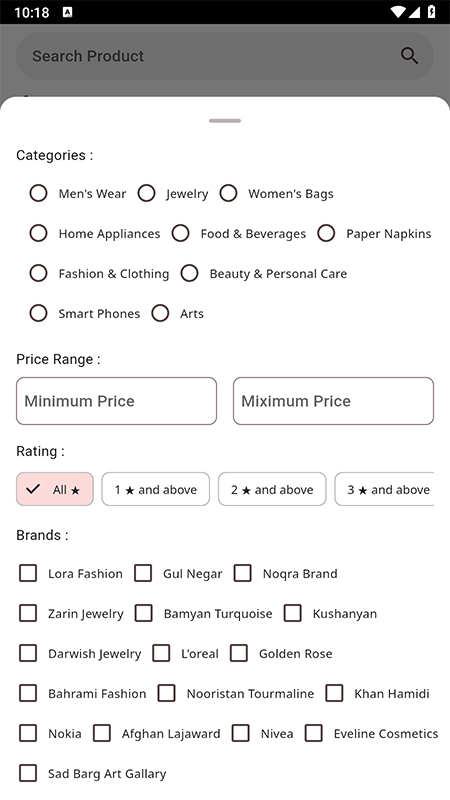 10:18 A
Search Product
Categories :
Men's Wear Jewelry Women's Bags
Home Appliances Food & Beverages Paper Napkins
Fashion & Clothing Beauty & Personal Care
Smart Phones Arts
Price Range :
Minimum Price Miximum Price
Rating :
All ★ 1 ★ and above 2 ★ and above 3 ★ and above
Brands :
Lora Fashion Gul Negar Noqra Brand
Zarin Jewelry Bamyan Turquoise Kushanyan
Darwish Jewelry L'oreal Golden Rose
Bahrami Fashion Nooristan Tourmaline Khan Hamidi
Nokia Afghan Lajaward Nivea Eveline Cosmetics
Sad Barg Art Gallary